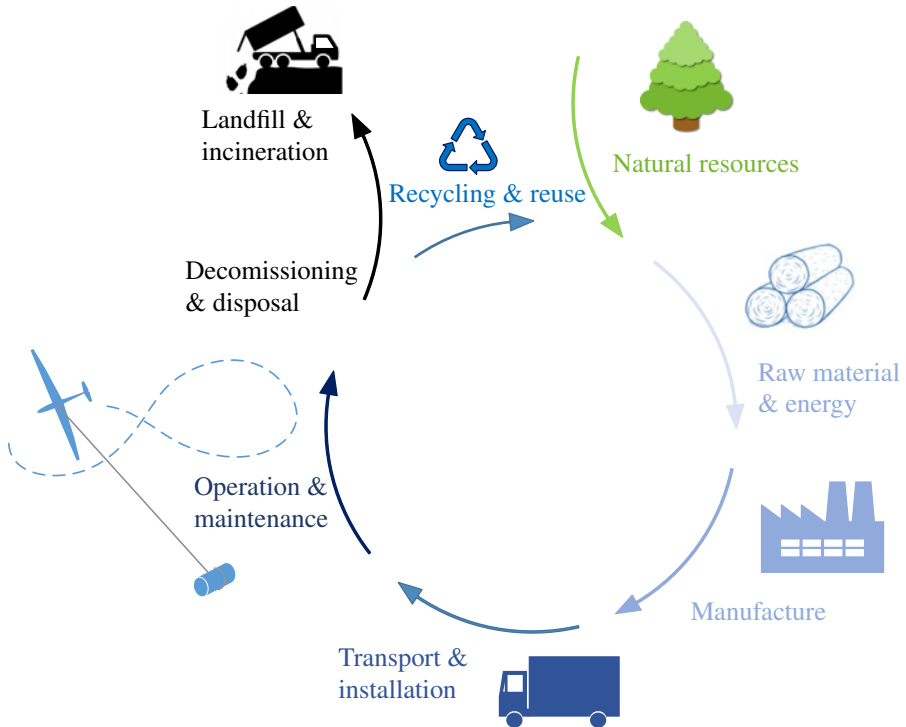 Landfill &
incineration
Recycling & reuse
Natural resources
Decomissioning
& disposal
Raw material
& energy
Operation &
maintenance
Manufacture
Transport &
installation